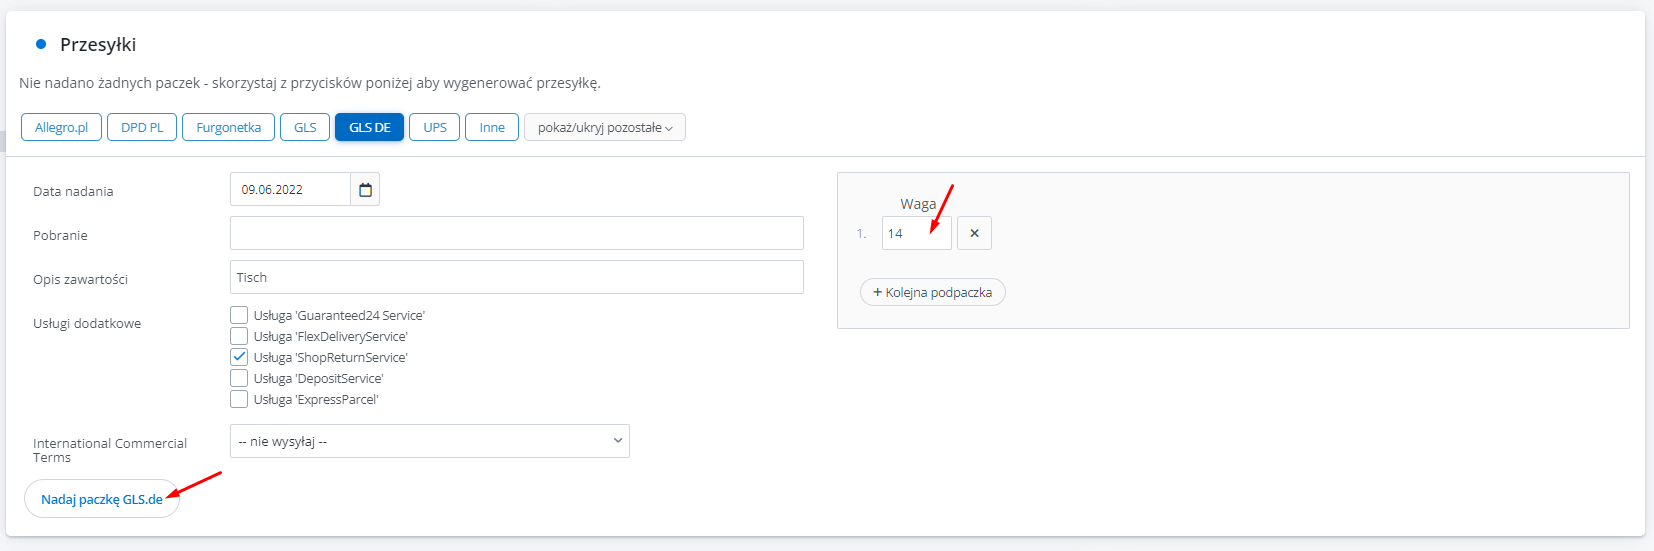 Przesyłki
Nie nadano żadnych paczek - skorzystaj z przycisków poniżej aby wygenerować przesyłkę.
Allegro.pl DPD PL Furgonetka GLS GLS DE UPS Inne pokaż/ukryj pozostałe
Data nadania 09.06.2022
Pobranie
Opis zawartości Tisch
Usługi dodatkowe
Usługa 'Guaranteed24 Service'
Usługa 'FlexDeliveryService'
Usługa 'ShopReturnService'
Usługa 'DepositService'
Usługa 'ExpressParcel'
International Commercial
Terms
-- nie wysyłaj --
Nadaj paczkę GLS.de
Waga
1. 14 ×
+ Kolejna podpaczka